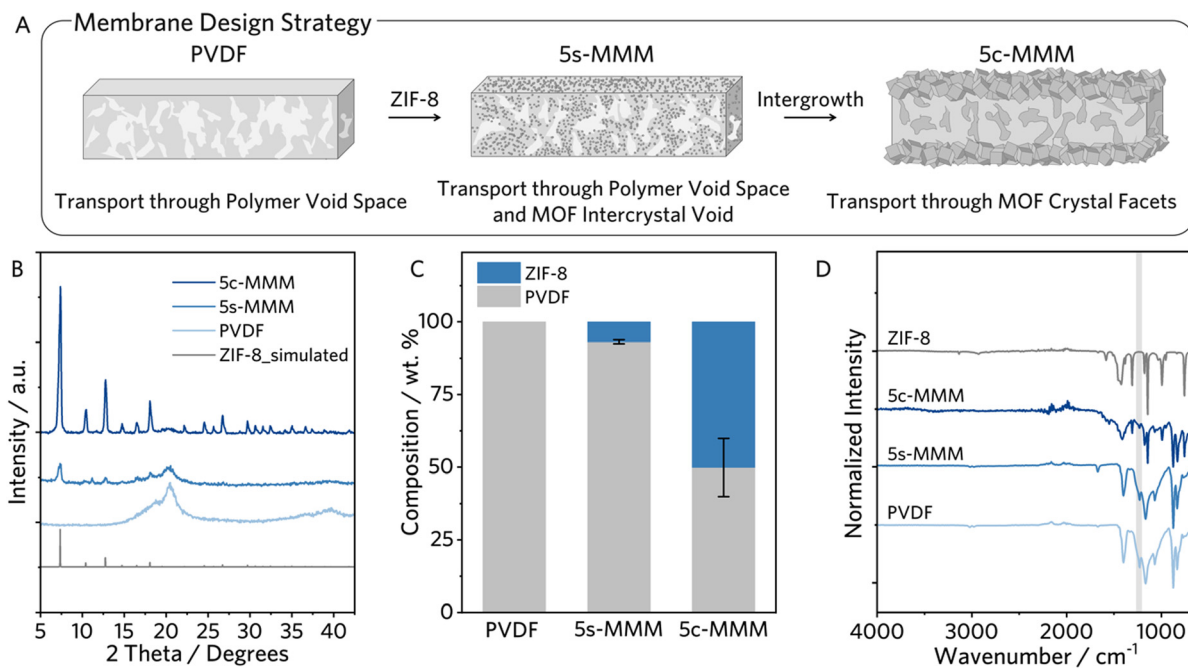 A
Membrane Design Strategy
PVDF
5s-MMM
5c-MMM
ZIF-8
Intergrowth
Transport through Polymer Void Space
Transport through Polymer Void Space
and MOF Intercrystal Void
Transport through MOF Crystal Facets
B
5c-MMM
5s-MMM
PVDF
ZIF-8_simulated
Intensity / a.u.
5 10 15 20 25 30 35 40
2 Theta / Degrees
C
ZIF-8
PVDF
Composition / wt. %
100
75
50
25
0
PVDF 5s-MMM 5c-MMM
D
ZIF-8
5c-MMM
5s-MMM
PVDF
Normalized Intensity
4000 3000 2000 1000
Wavenumber / cm⁻¹